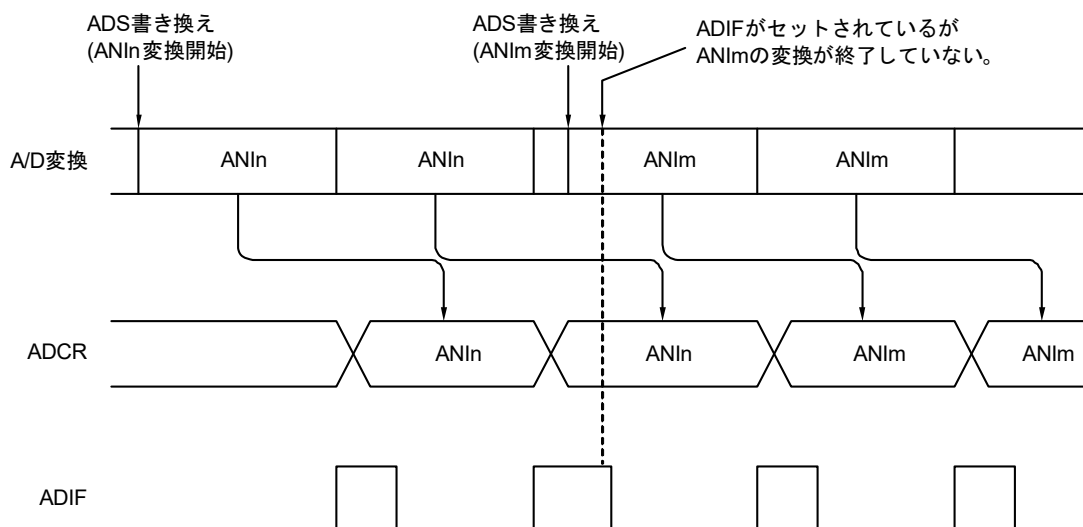 ADS書き換え
(ANIn変換開始)
ADS書き換え
(ANIm変換開始)
ADIFがセットされているが
ANImの変換が終了していない。
A/D変換
ANIn
ANIn
ANIm
ANIm
ADCR
ANIn
ANIn
ANIm
ANIm
ADIF